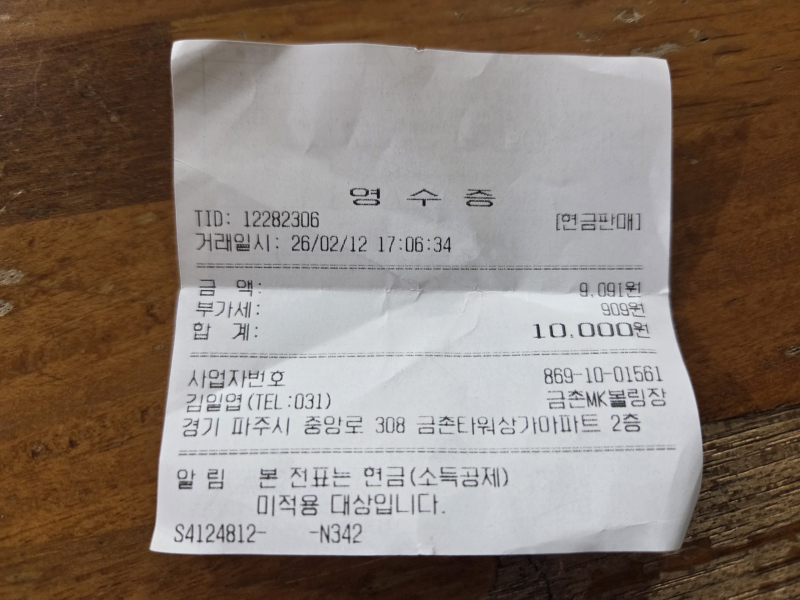 영 수 증
TID: 12282306 [현금판매]
거래일시: 26/02/12 17:06:34
금 액: 9,091원
부가세: 909원
합 계: 10,000원
사업자번호 869-10-01561
김일엽(TEL:031) 금촌MK볼링장
경기 파주시 중앙로 308 금촌타워상가아파트 2층
알 림 본 전표는 현금(소득공제)
미적용 대상입니다.
S4124812- -N342